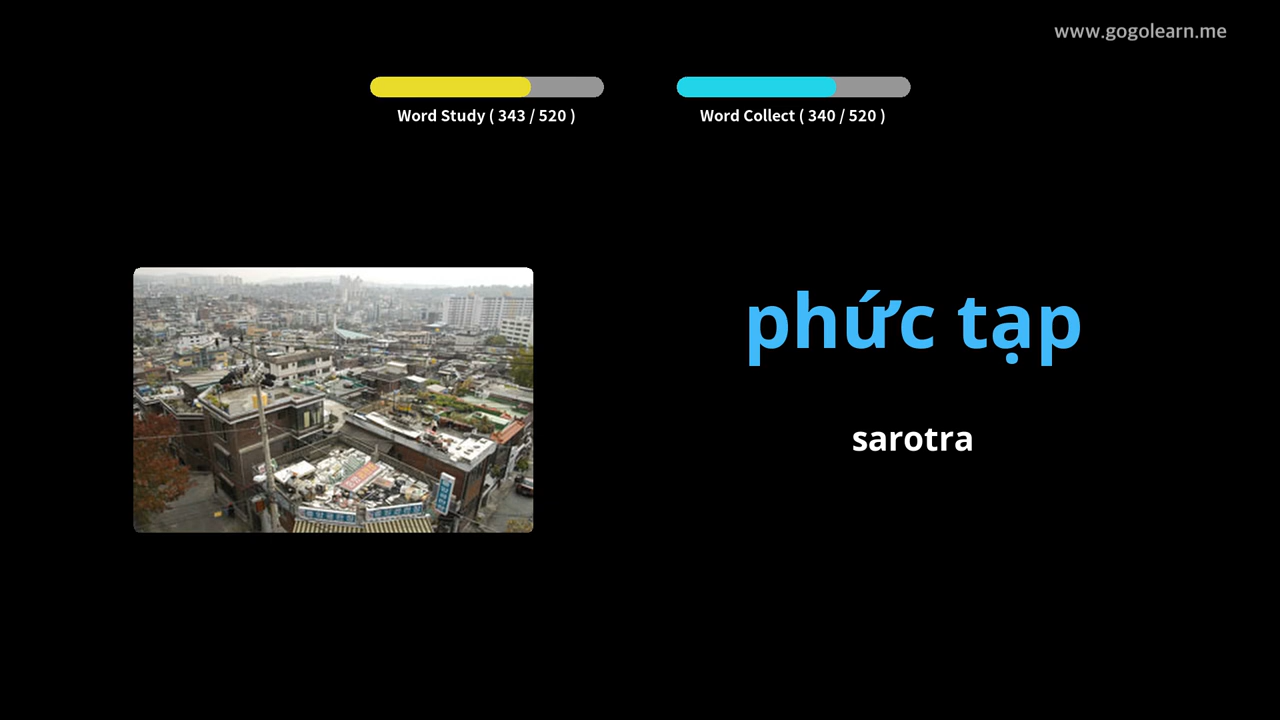 www.gogolearn.me
Word Study ( 343 / 520 )
Word Collect ( 340 / 520 )
phức tạp
sarotra